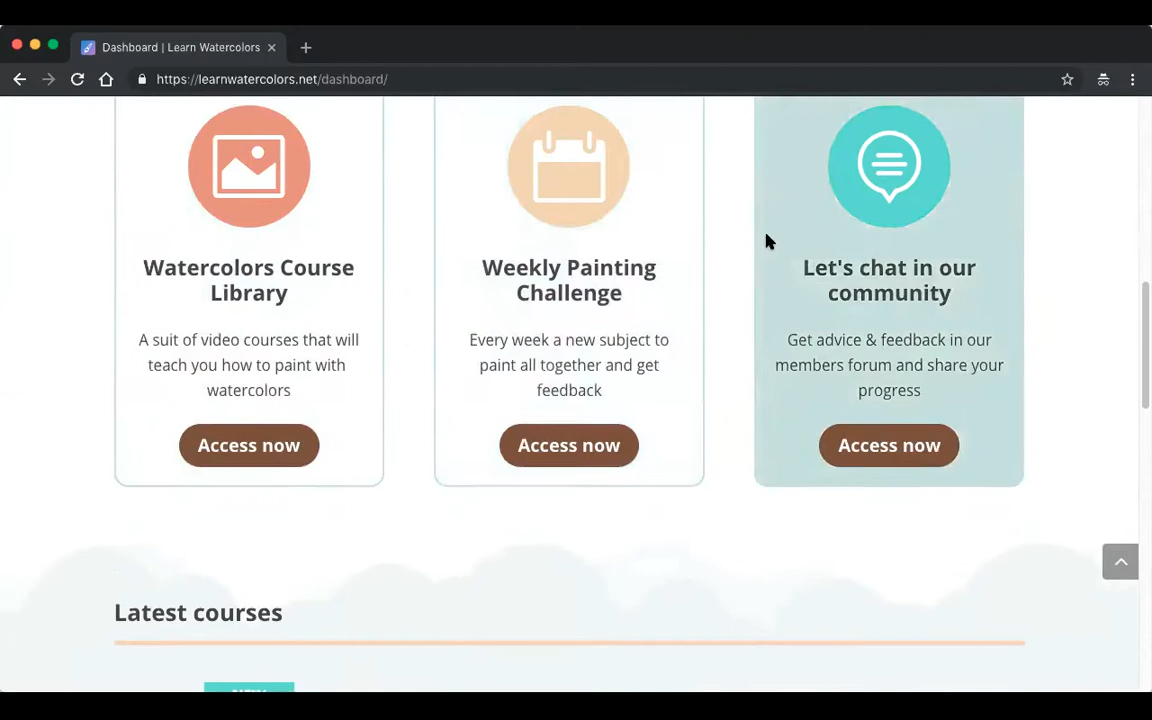 Dashboard | Learn Watercolors
https://learnwatercolors.net/dashboard/
Watercolors Course
Library
A suit of video courses that will
teach you how to paint with
watercolors
Access now
Weekly Painting
Challenge
Every week a new subject to
paint all together and get
feedback
Access now
Let's chat in our
community
Get advice & feedback in our
members forum and share your
progress
Access now
Latest courses